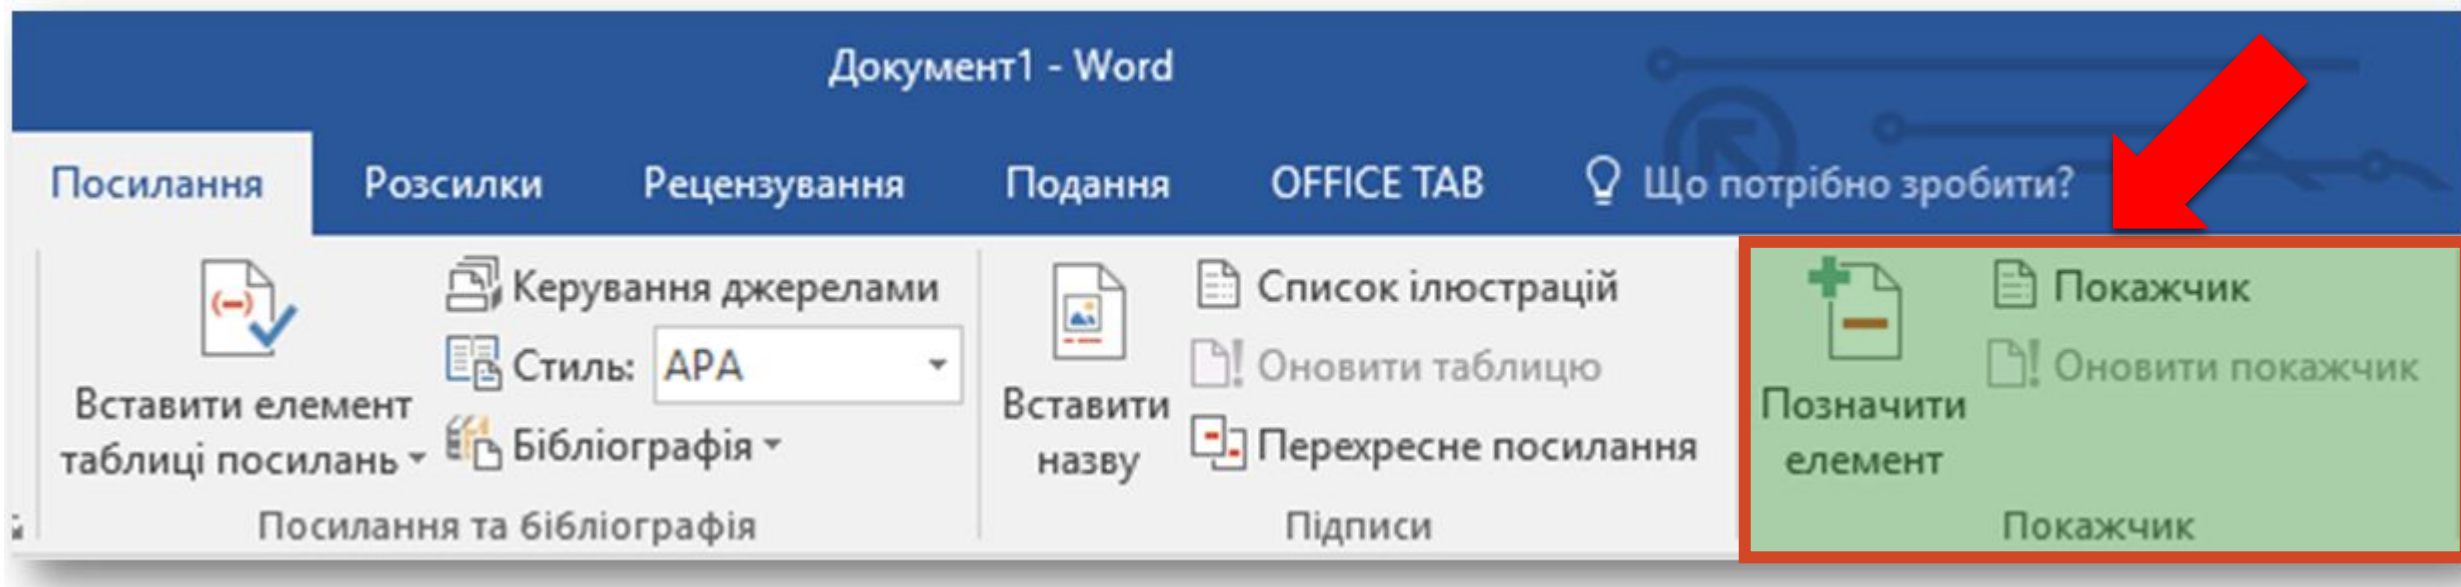 Документ1 - Word
Посилання Розсилки Рецензування Подання OFFICE TAB Що потрібно зробити?
Вставити елемент
таблиці посилань
Керування джерелами
Стиль: APA
Бібліографія
Посилання та бібліографія
Вставити
назву
Список ілюстрацій
Оновити таблицю
Перехресне посилання
Підписи
Позначити
елемент
Покажчик
Оновити покажчик
Покажчик